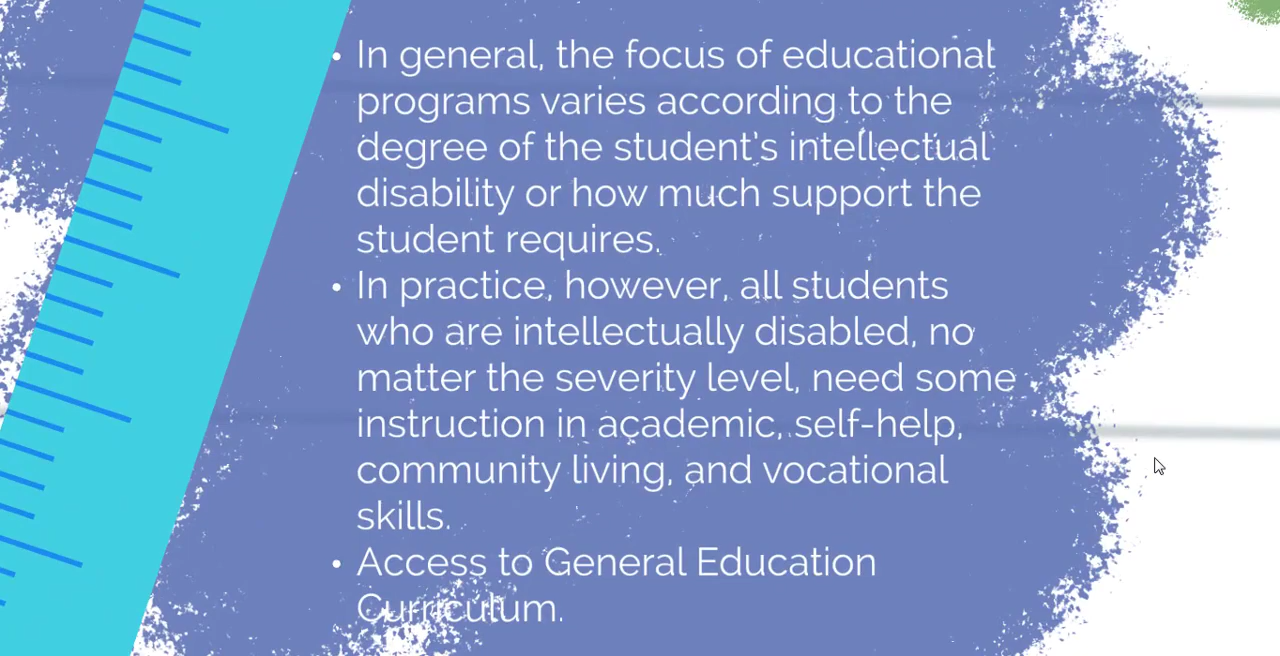 • In general, the focus of educational
programs varies according to the
degree of the student's intellectual
disability or how much support the
student requires.
• In practice, however, all students
who are intellectually disabled, no
matter the severity level, need some
instruction in academic, self-help,
community living, and vocational
skills.
• Access to General Education
Curriculum.